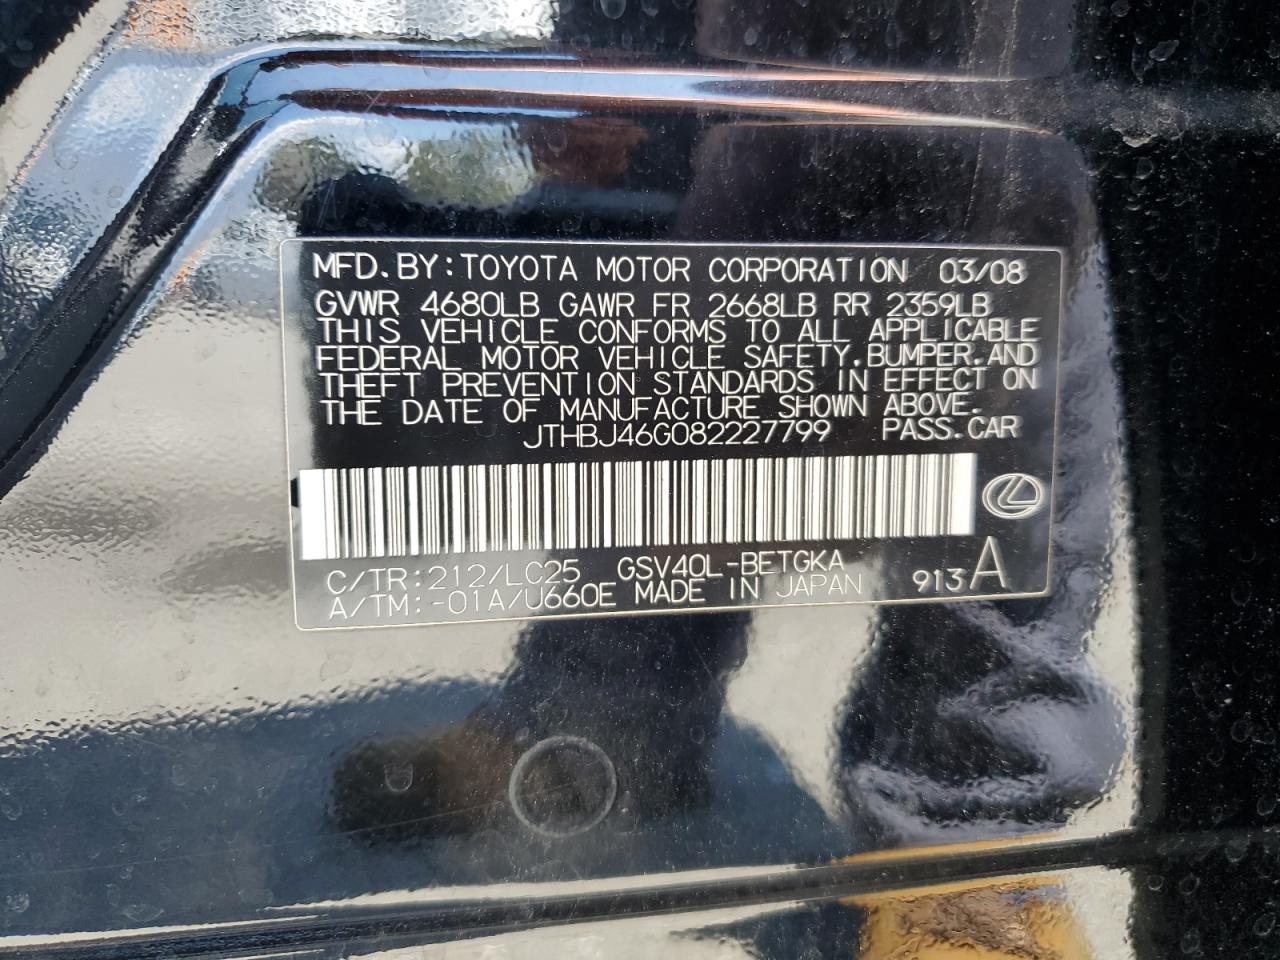 MFD.BY:TOYOTA MOTOR CORPORATION 03/08
GVWR 4680LB GAWR FR 2668LB RR 2359LB
THIS VEHICLE CONFORMS TO ALL APPLICABLE
FEDERAL MOTOR VEHICLE SAFETY,BUMPER,AND
THEFT PREVENTION STANDARDS IN EFFECT ON
THE DATE OF MANUFACTURE SHOWN ABOVE.
JTHBJ46G082227799 PASS.CAR
C/TR:212/LC25 GSV40L-BETGKA
A/TM:-01A/U660E MADE IN JAPAN 913A